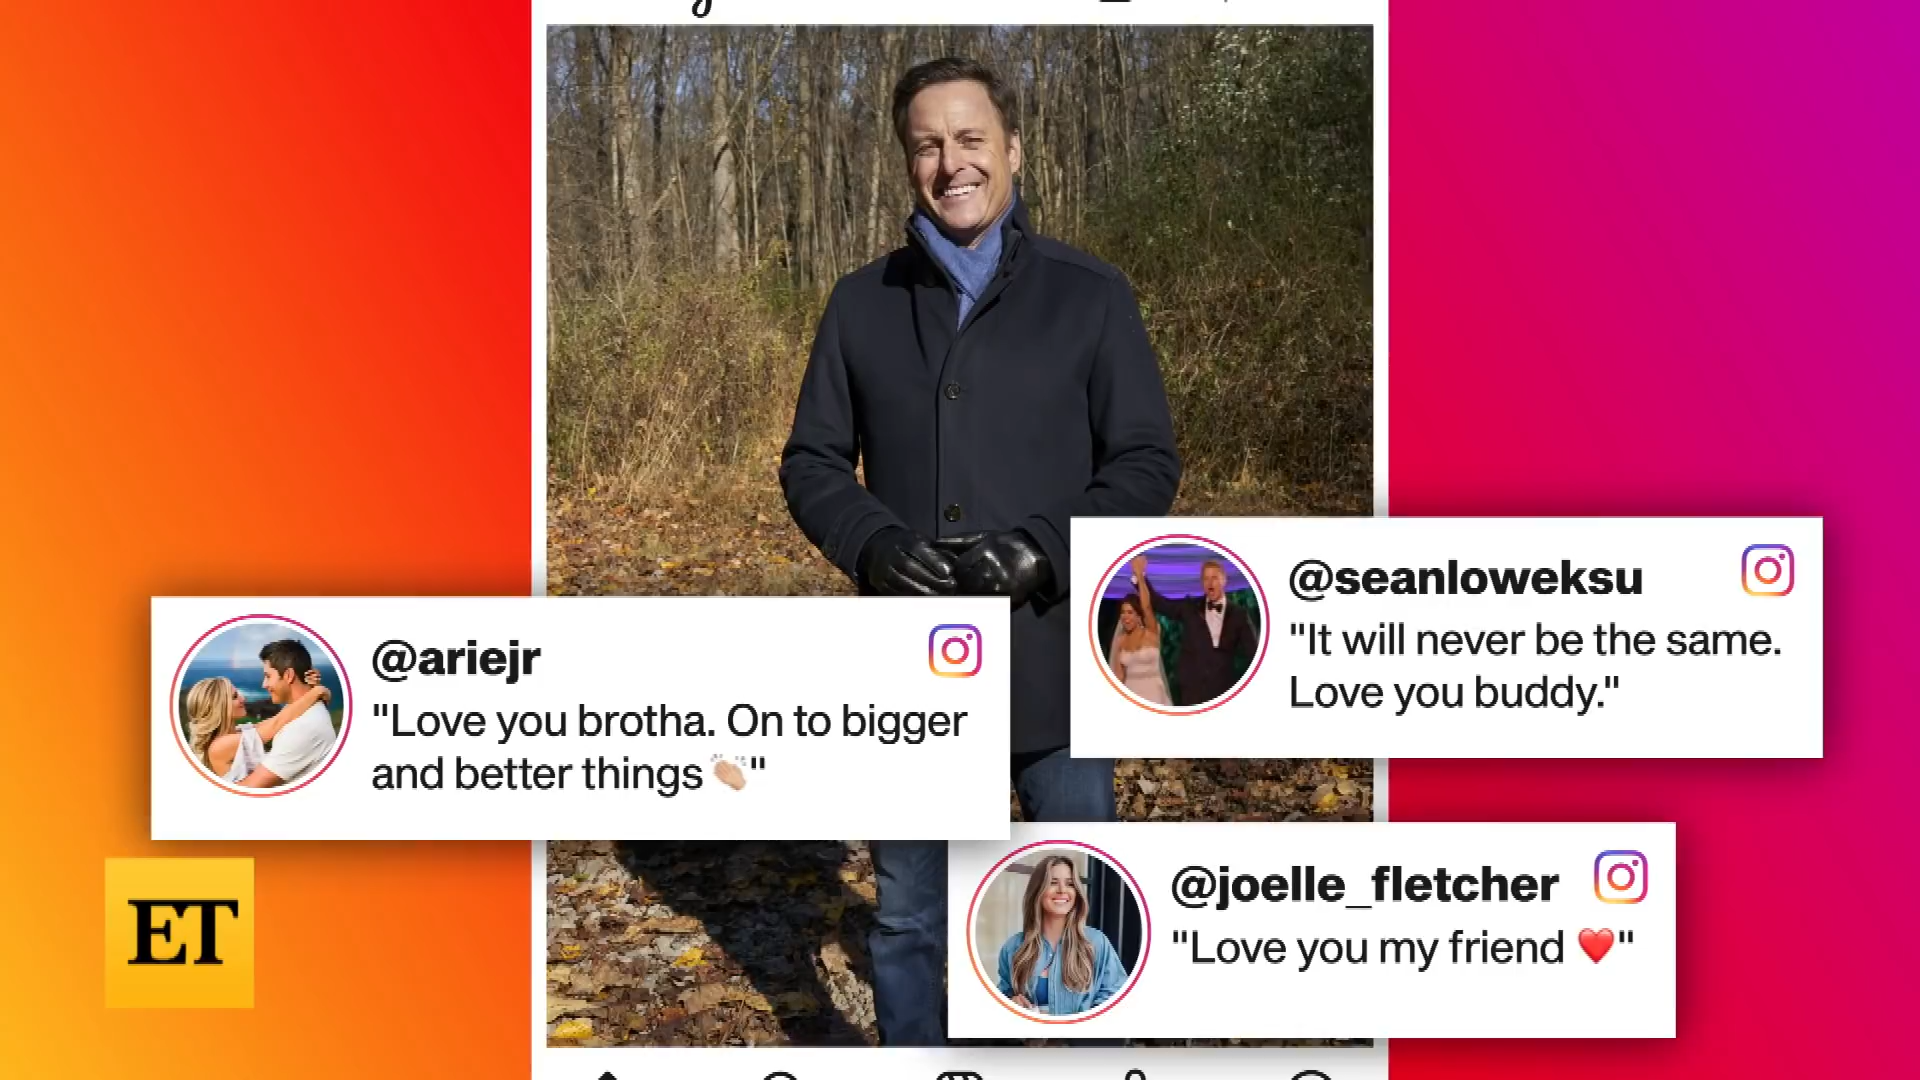 @seanloweksu
"It will never be the same.
Love you buddy."
@ariejr
"Love you brotha. On to bigger
and better things 👏🏼"
@joelle_fletcher
"Love you my friend ❤️"
ET